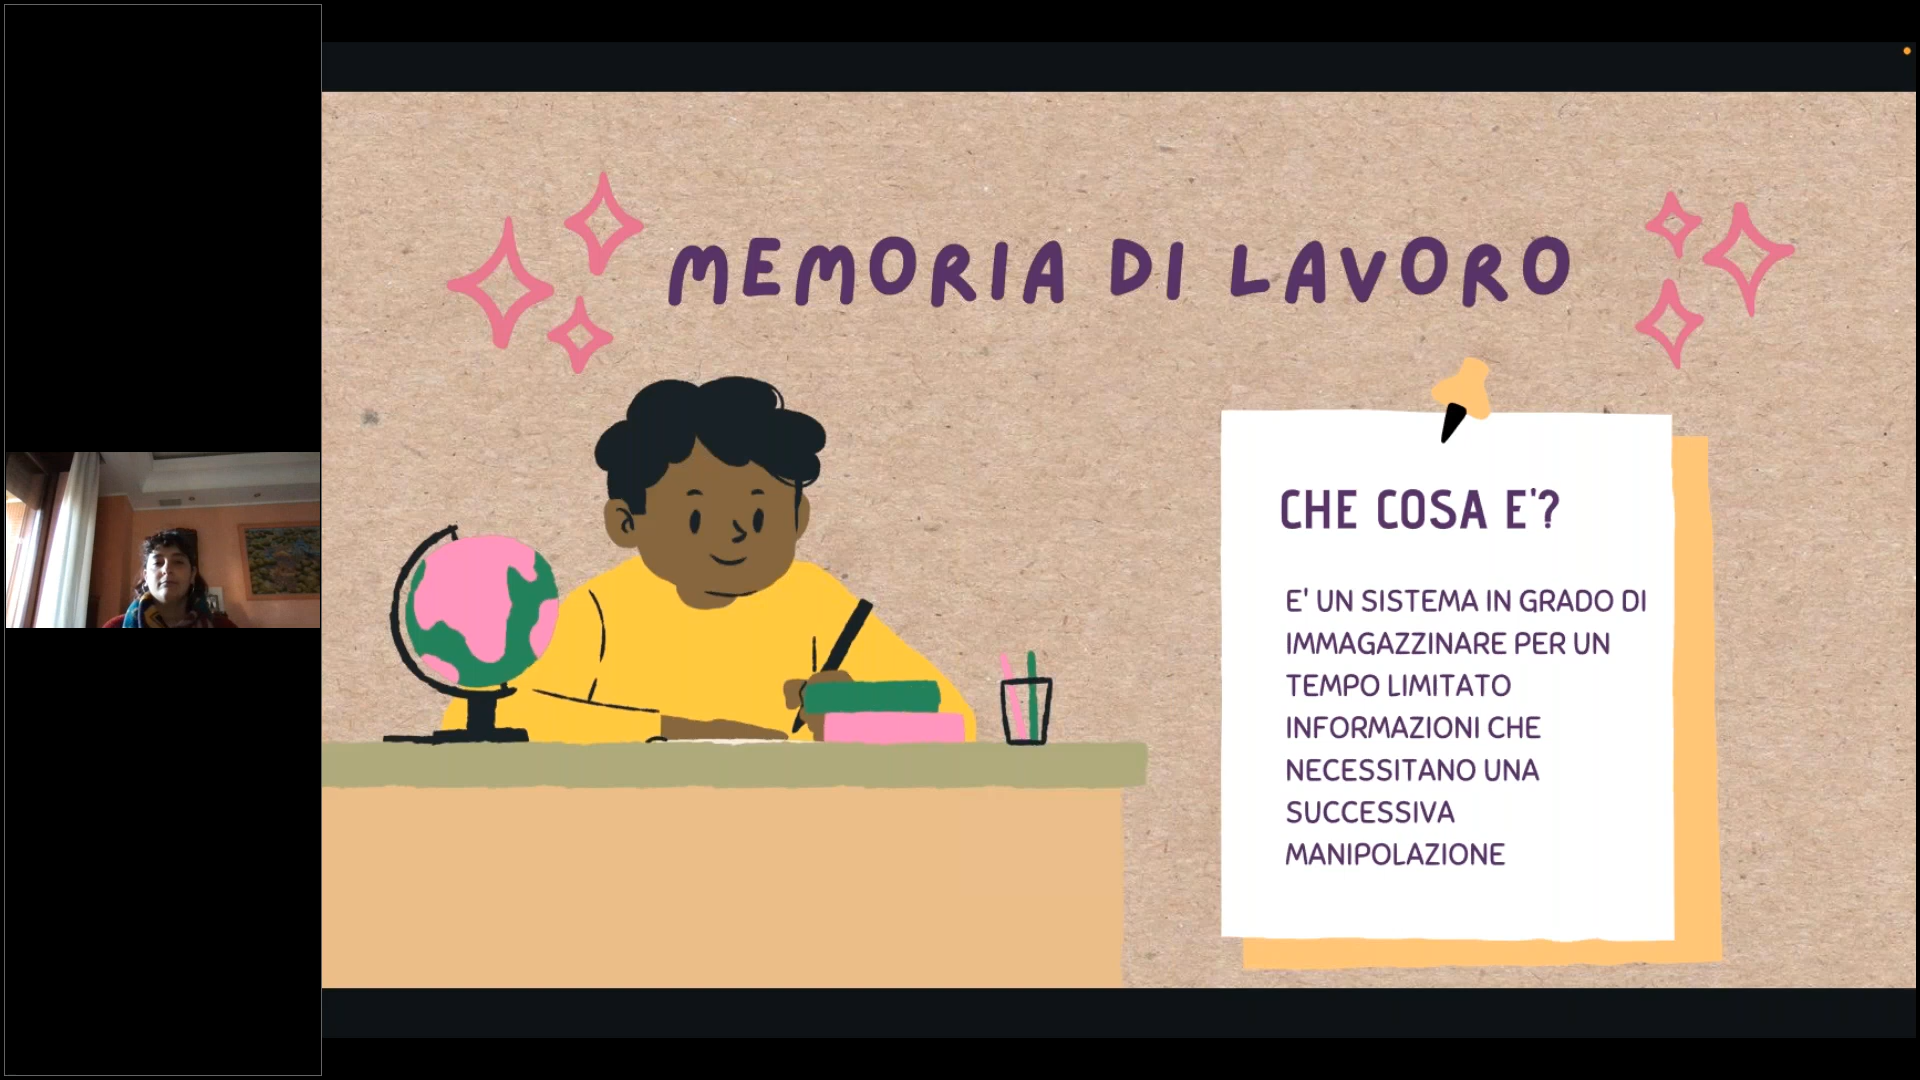 MEMORIA DI LAVORO
CHE COSA E'?
E' UN SISTEMA IN GRADO DI
IMMAGAZZINARE PER UN
TEMPO LIMITATO
INFORMAZIONI CHE
NECESSITANO UNA
SUCCESSIVA
MANIPOLAZIONE